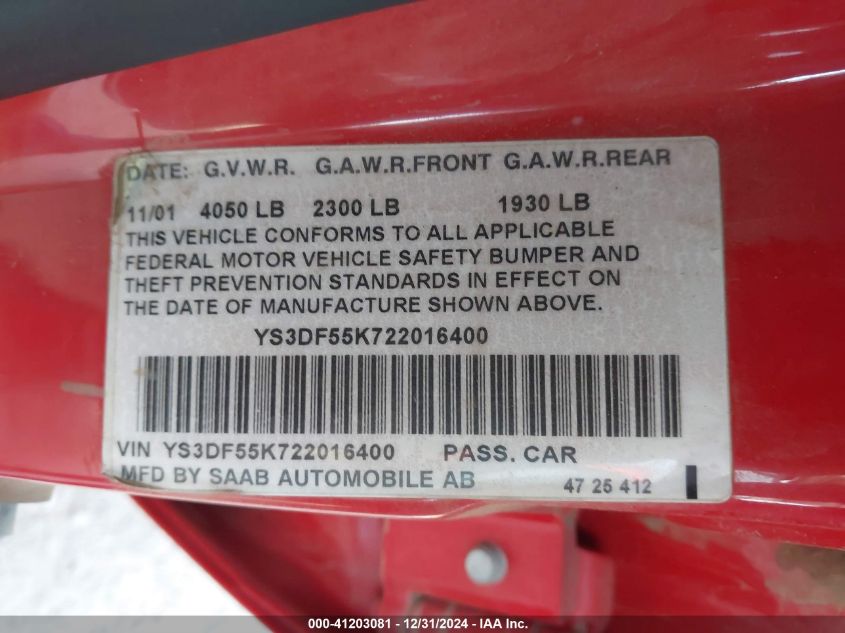 DATE: G.V.W.R. G.A.W.R.FRONT G.A.W.R.REAR
11/01 4050 LB 2300 LB 1930 LB
THIS VEHICLE CONFORMS TO ALL APPLICABLE
FEDERAL MOTOR VEHICLE SAFETY BUMPER AND
THEFT PREVENTION STANDARDS IN EFFECT ON
THE DATE OF MANUFACTURE SHOWN ABOVE.
YS3DF55K722016400
VIN YS3DF55K722016400 PASS. CAR
MFD BY SAAB AUTOMOBILE AB 47 25 412
000-41203081 - 12/31/2024 - IAA Inc.